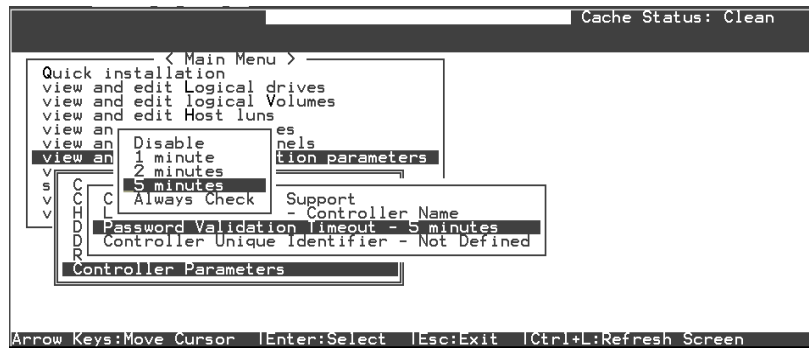 Cache Status: Clean
< Main Menu >
Quick installation
view and edit Logical drives
view and edit logical Volumes
view and edit Host luns
view an es
view an Disable nels
view an 1 minute tion parameters
v 2 minutes
s C 5 minutes
v C C Always Check Support
v H L - Controller Name
D Password Validation Timeout - 5 minutes
D Controller Unique Identifier - Not Defined
R
Controller Parameters
Arrow Keys:Move Cursor |Enter:Select |Esc:Exit |Ctrl+L:Refresh Screen